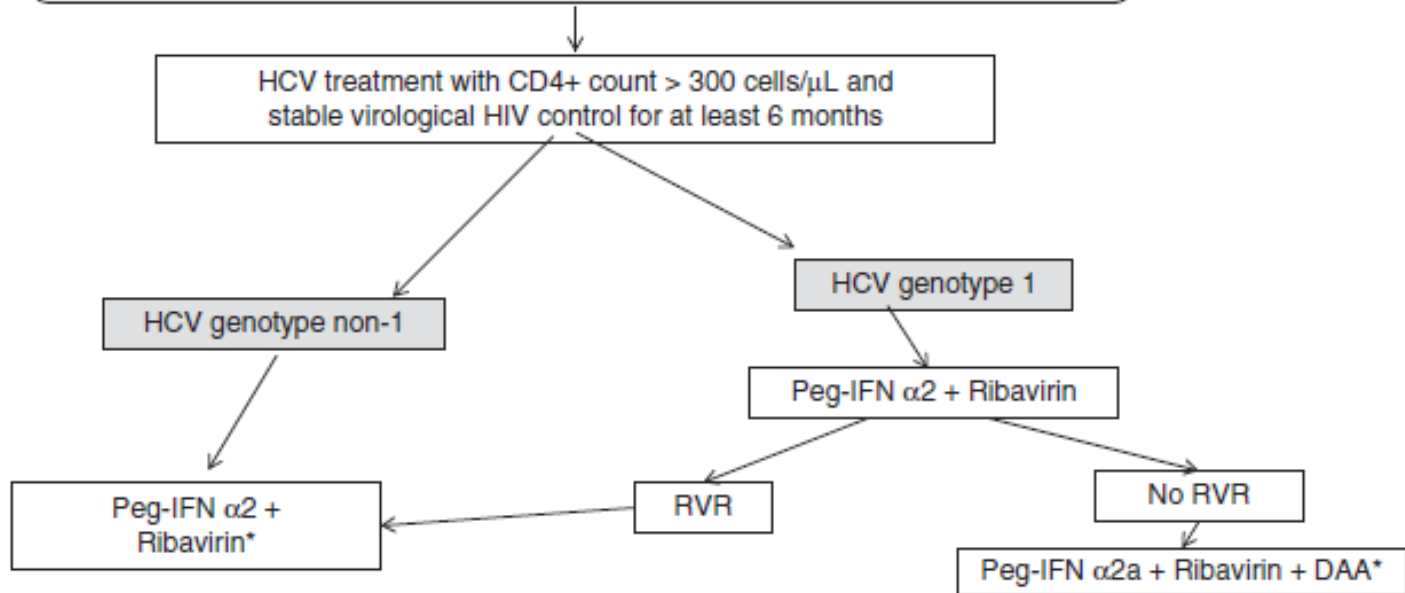 HCV treatment with CD4+ count > 300 cells/μL and
stable virological HIV control for at least 6 months
HCV genotype 1
HCV genotype non-1
Peg-IFN α2 + Ribavirin
RVR
No RVR
Peg-IFN α2 +
Ribavirin*
Peg-IFN α2a + Ribavirin + DAA*